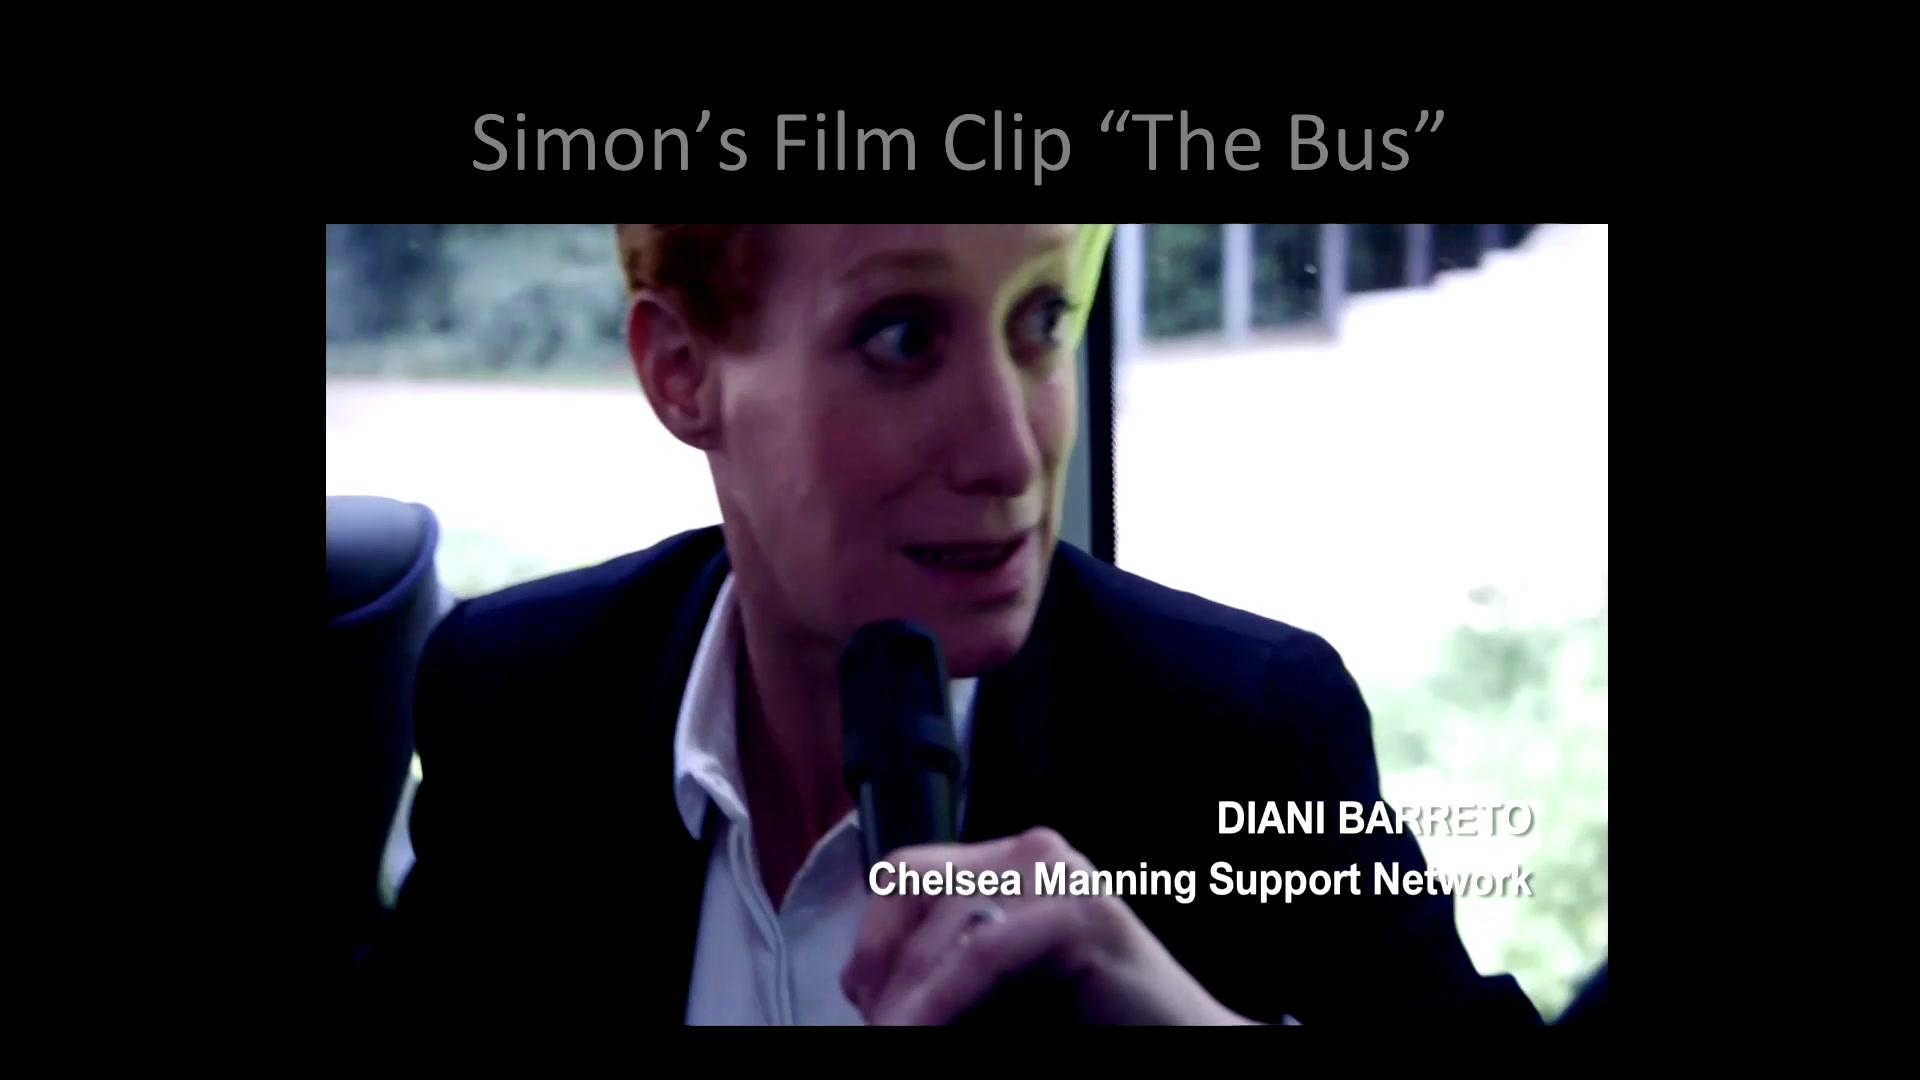 Simon’s Film Clip “The Bus”
DIANI BARRETO
Chelsea Manning Support Network